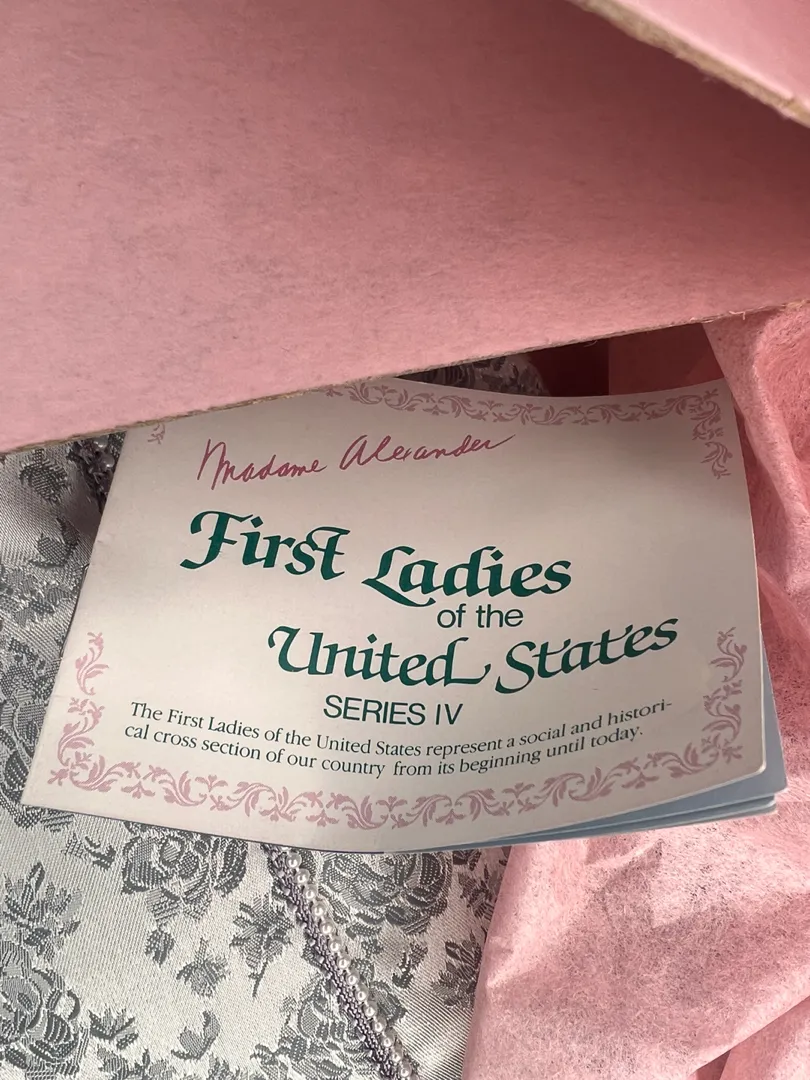 Madame Alexander
First Ladies
of the
United States
SERIES IV
The First Ladies of the United States represent a social and histori-
cal cross section of our country from its beginning until today.